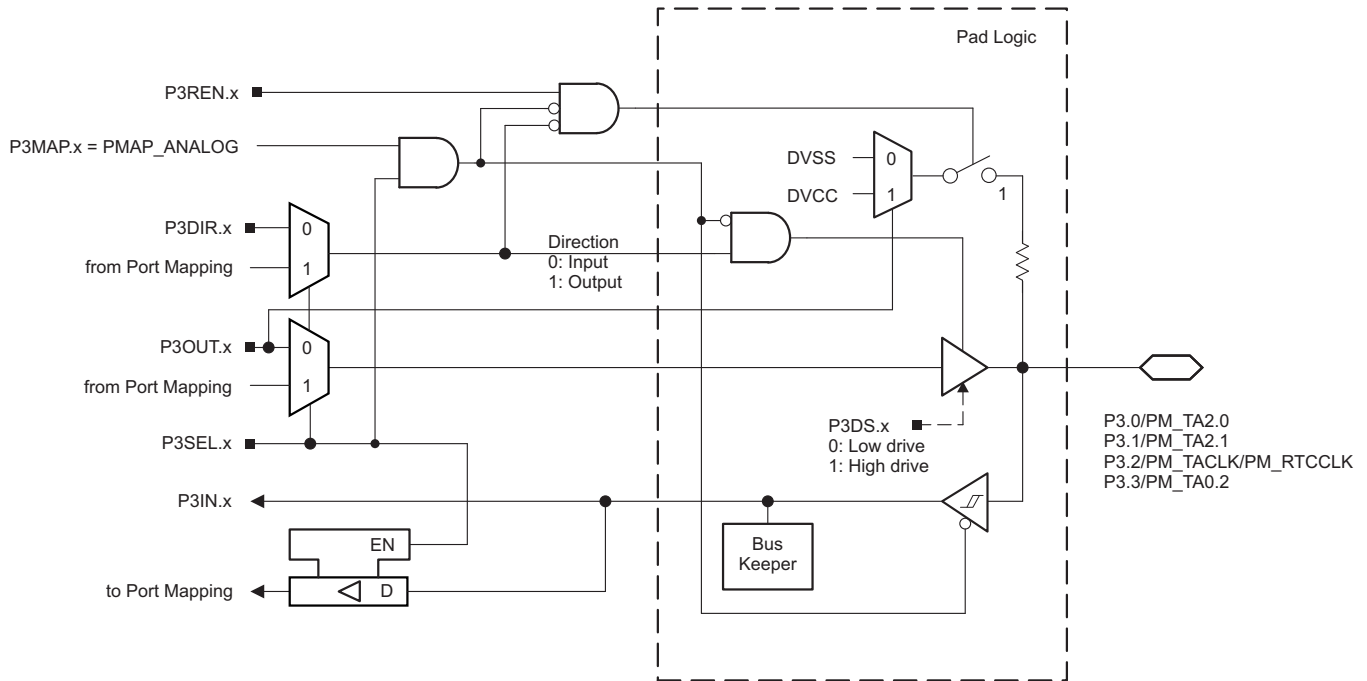 Pad Logic
P3REN.x
P3MAP.x = PMAP_ANALOG
DVSS
0
DVCC
1
1
P3DIR.x
0
from Port Mapping
1
Direction
0: Input
1: Output
P3OUT.x
0
from Port Mapping
1
P3SEL.x
P3DS.x
0: Low drive
1: High drive
P3.0/PM_TA2.0
P3.1/PM_TA2.1
P3.2/PM_TACLK/PM_RTCCLK
P3.3/PM_TA0.2
P3IN.x
EN
Bus
Keeper
to Port Mapping
D